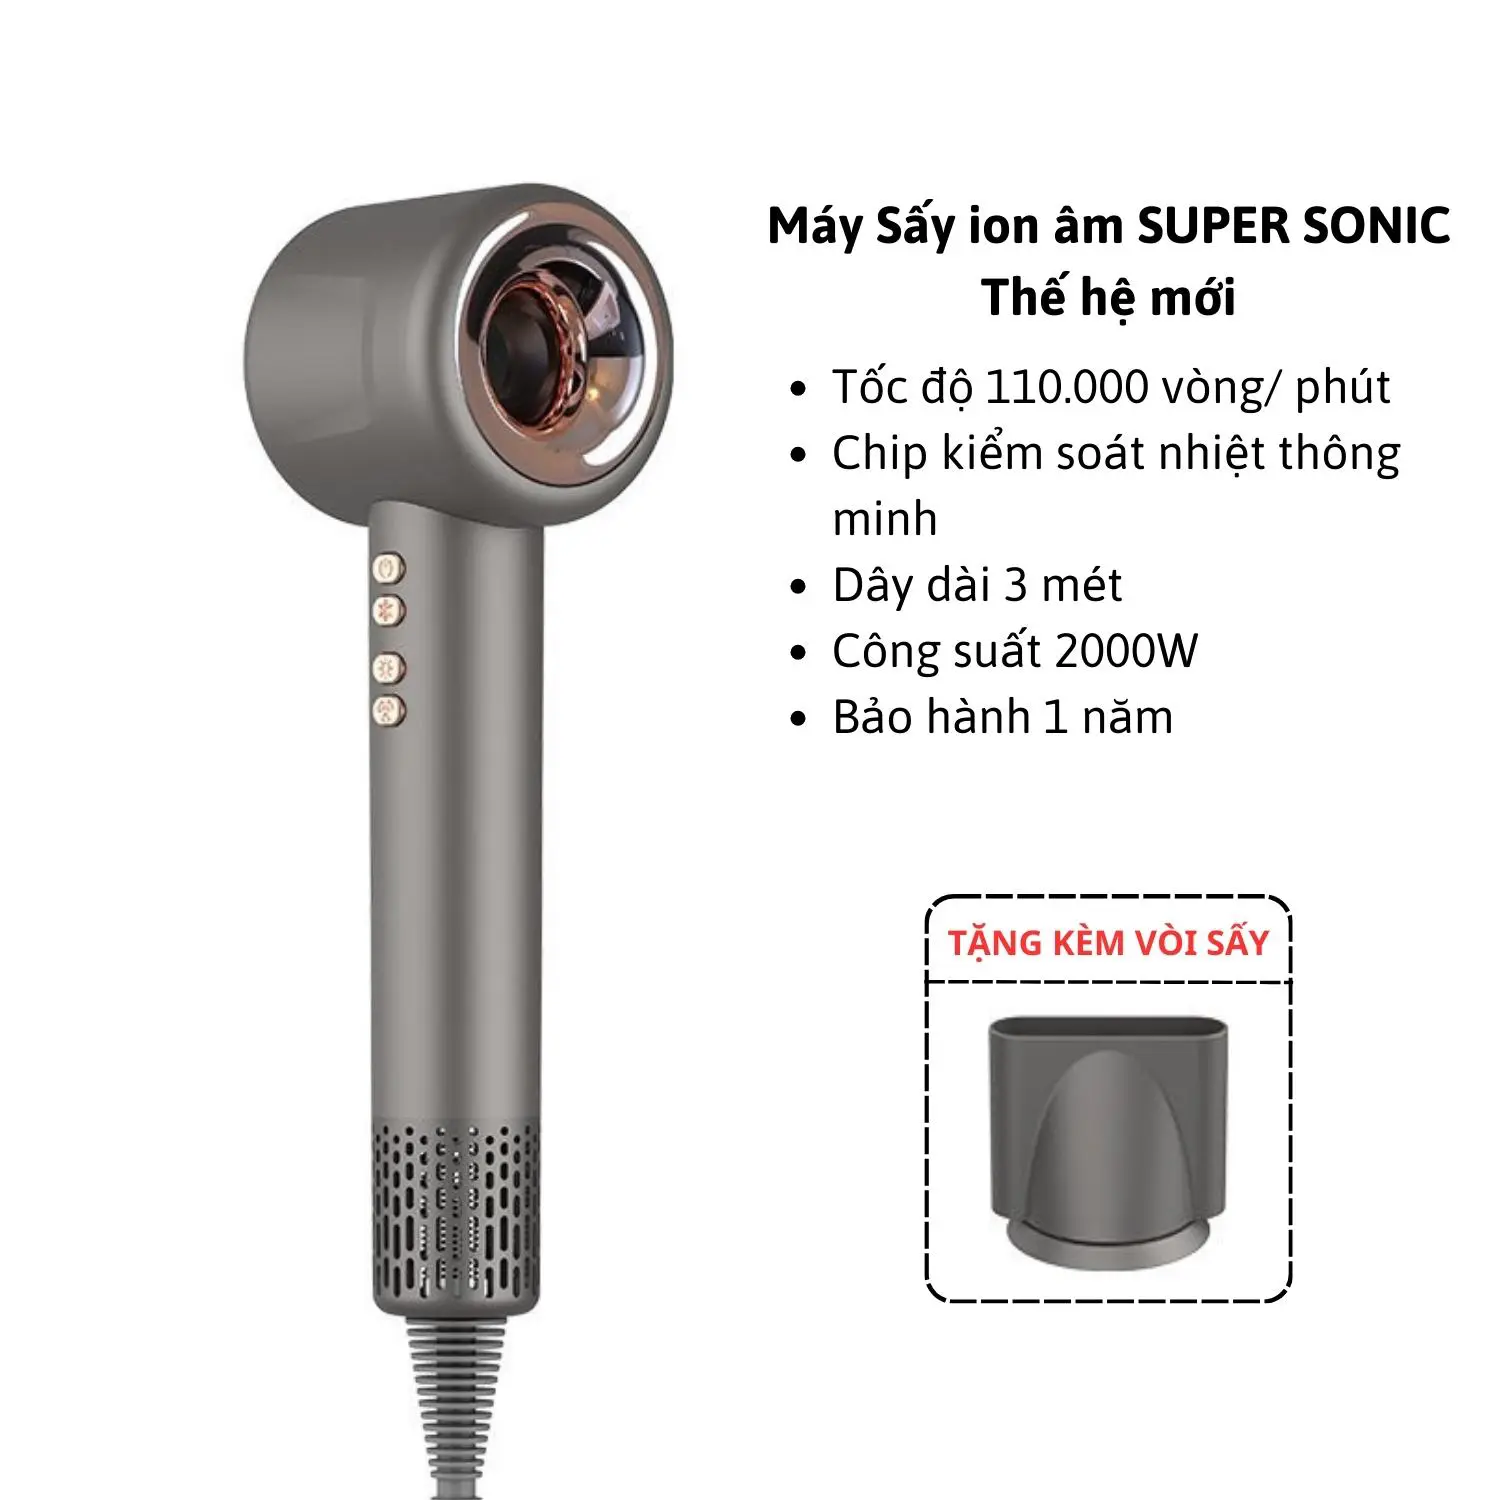 Máy Sấy ion âm SUPER SONIC
Thế hệ mới
• Tốc độ 110.000 vòng/ phút
• Chip kiểm soát nhiệt thông
minh
• Dây dài 3 mét
• Công suất 2000W
• Bảo hành 1 năm
TẶNG KÈM VÒI SẤY